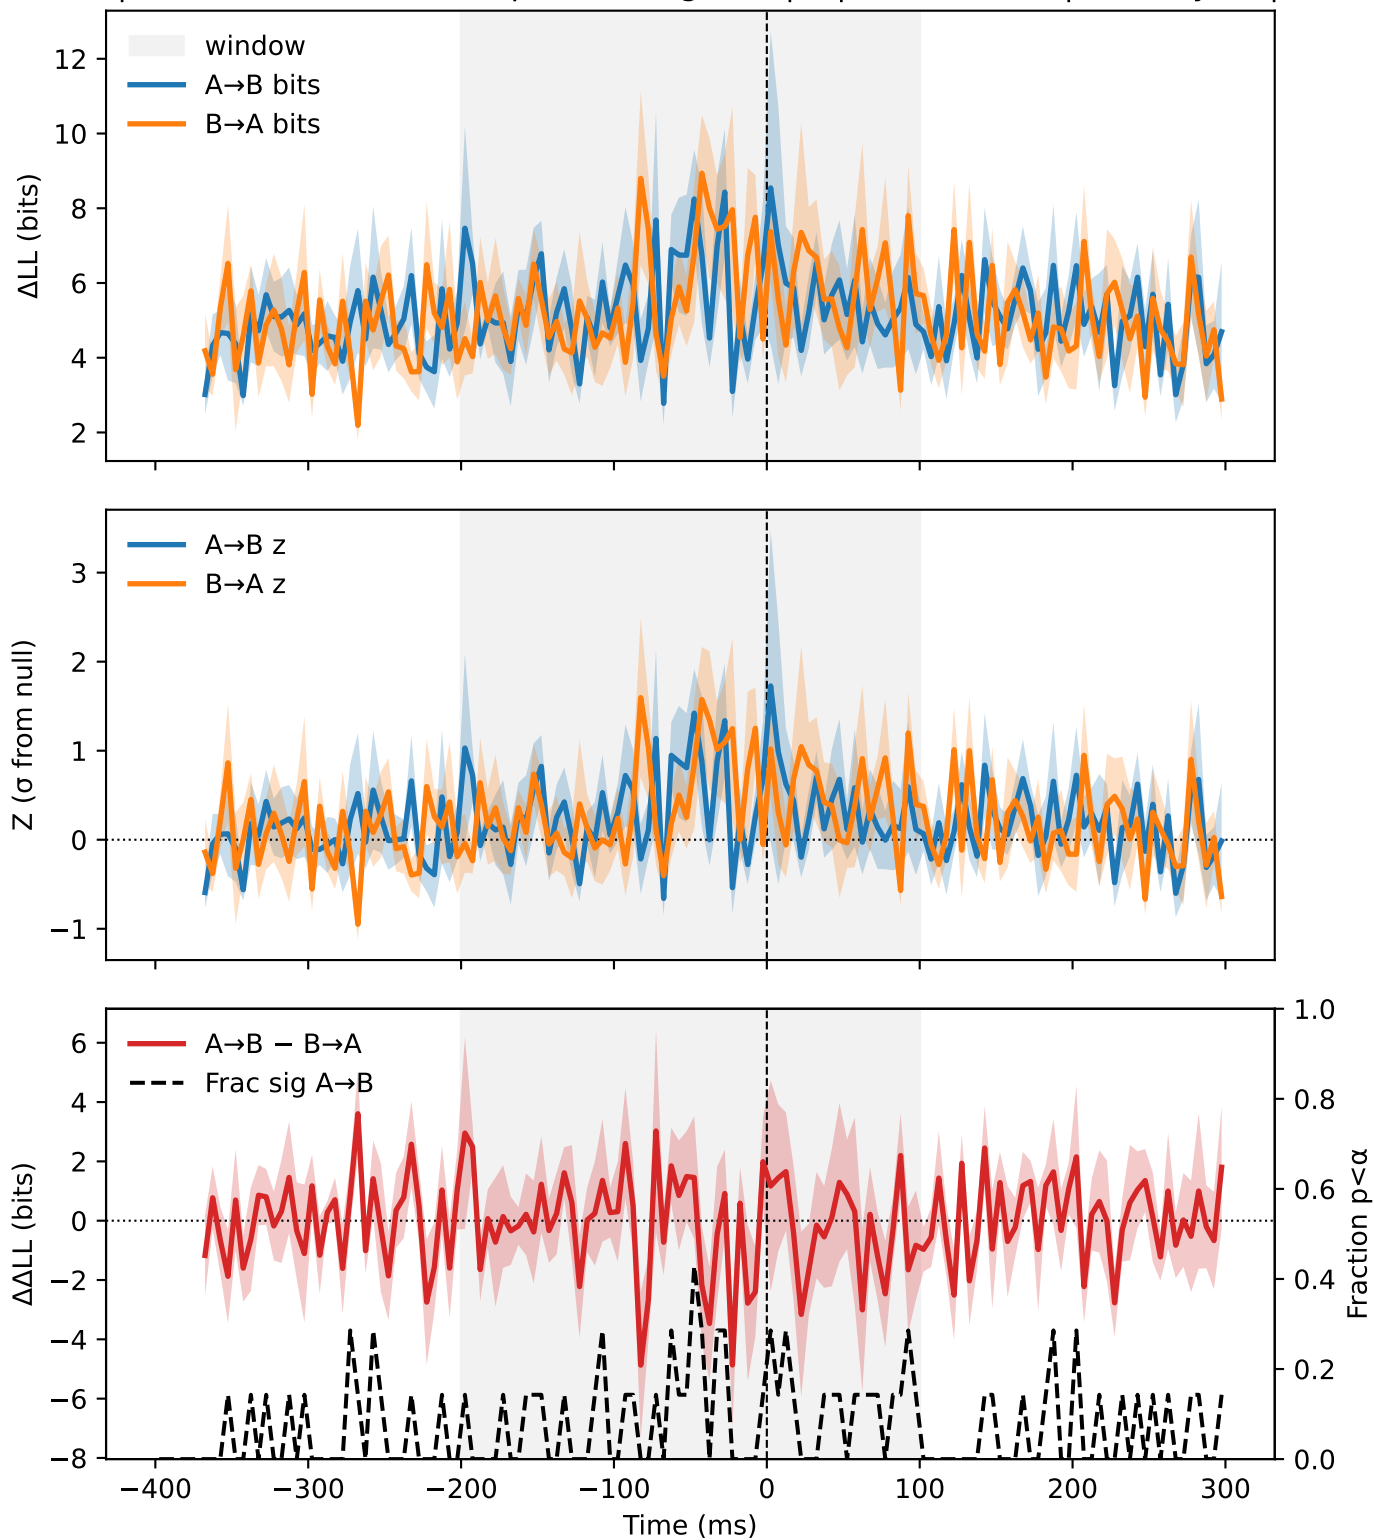 window
A→B bits
B→A bits
ΔLL (bits)
12
10
8
6
4
2
A→B z
B→A z
Z (σ from null)
3
2
1
0
−1
A→B − B→A
Frac sig A→B
ΔΔLL (bits)
6
4
2
0
−2
−4
−6
−8
1.0
0.8
0.6
0.4
0.2
0.0
Fraction p<α
−400 −300 −200 −100 0 100 200 300
Time (ms)